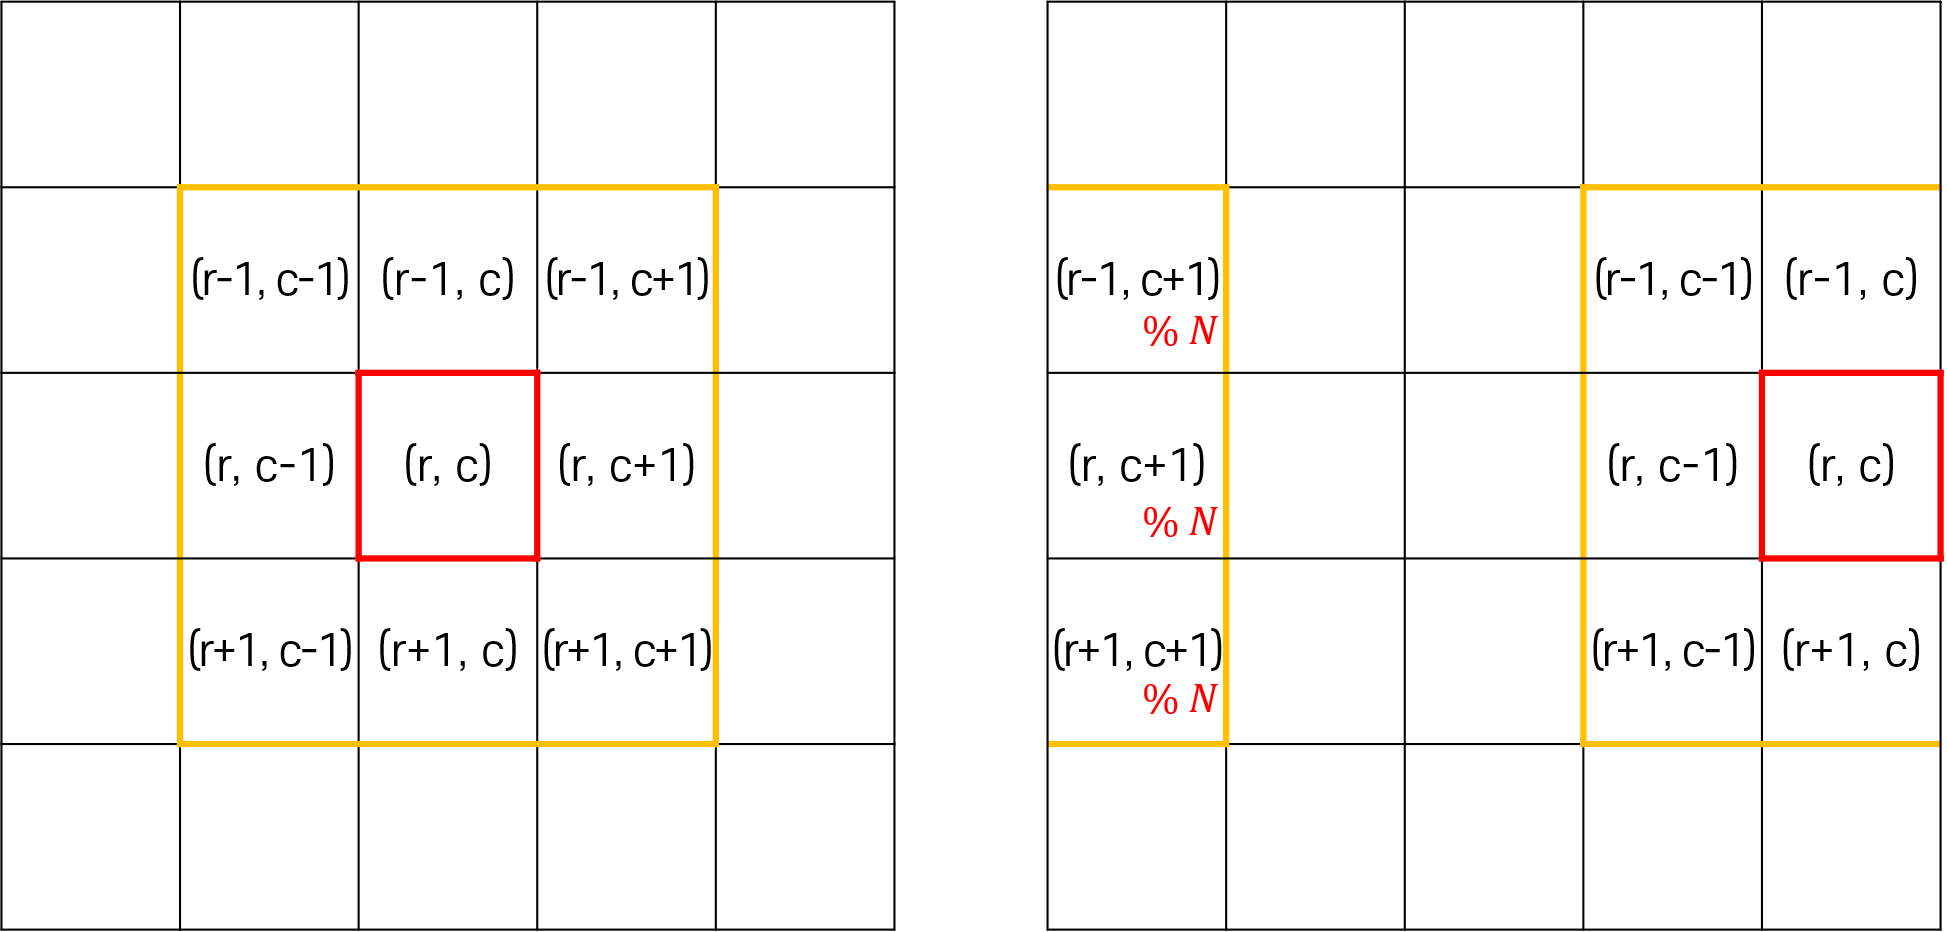 (r-1, c-1) (r-1, c) (r-1, c+1)
(r, c-1) (r, c) (r, c+1)
(r+1, c-1) (r+1, c) (r+1, c+1)
(r-1, c+1) (r-1, c-1) (r-1, c)
% N
(r, c+1) (r, c-1) (r, c)
% N
(r+1, c+1) (r+1, c-1) (r+1, c)
% N